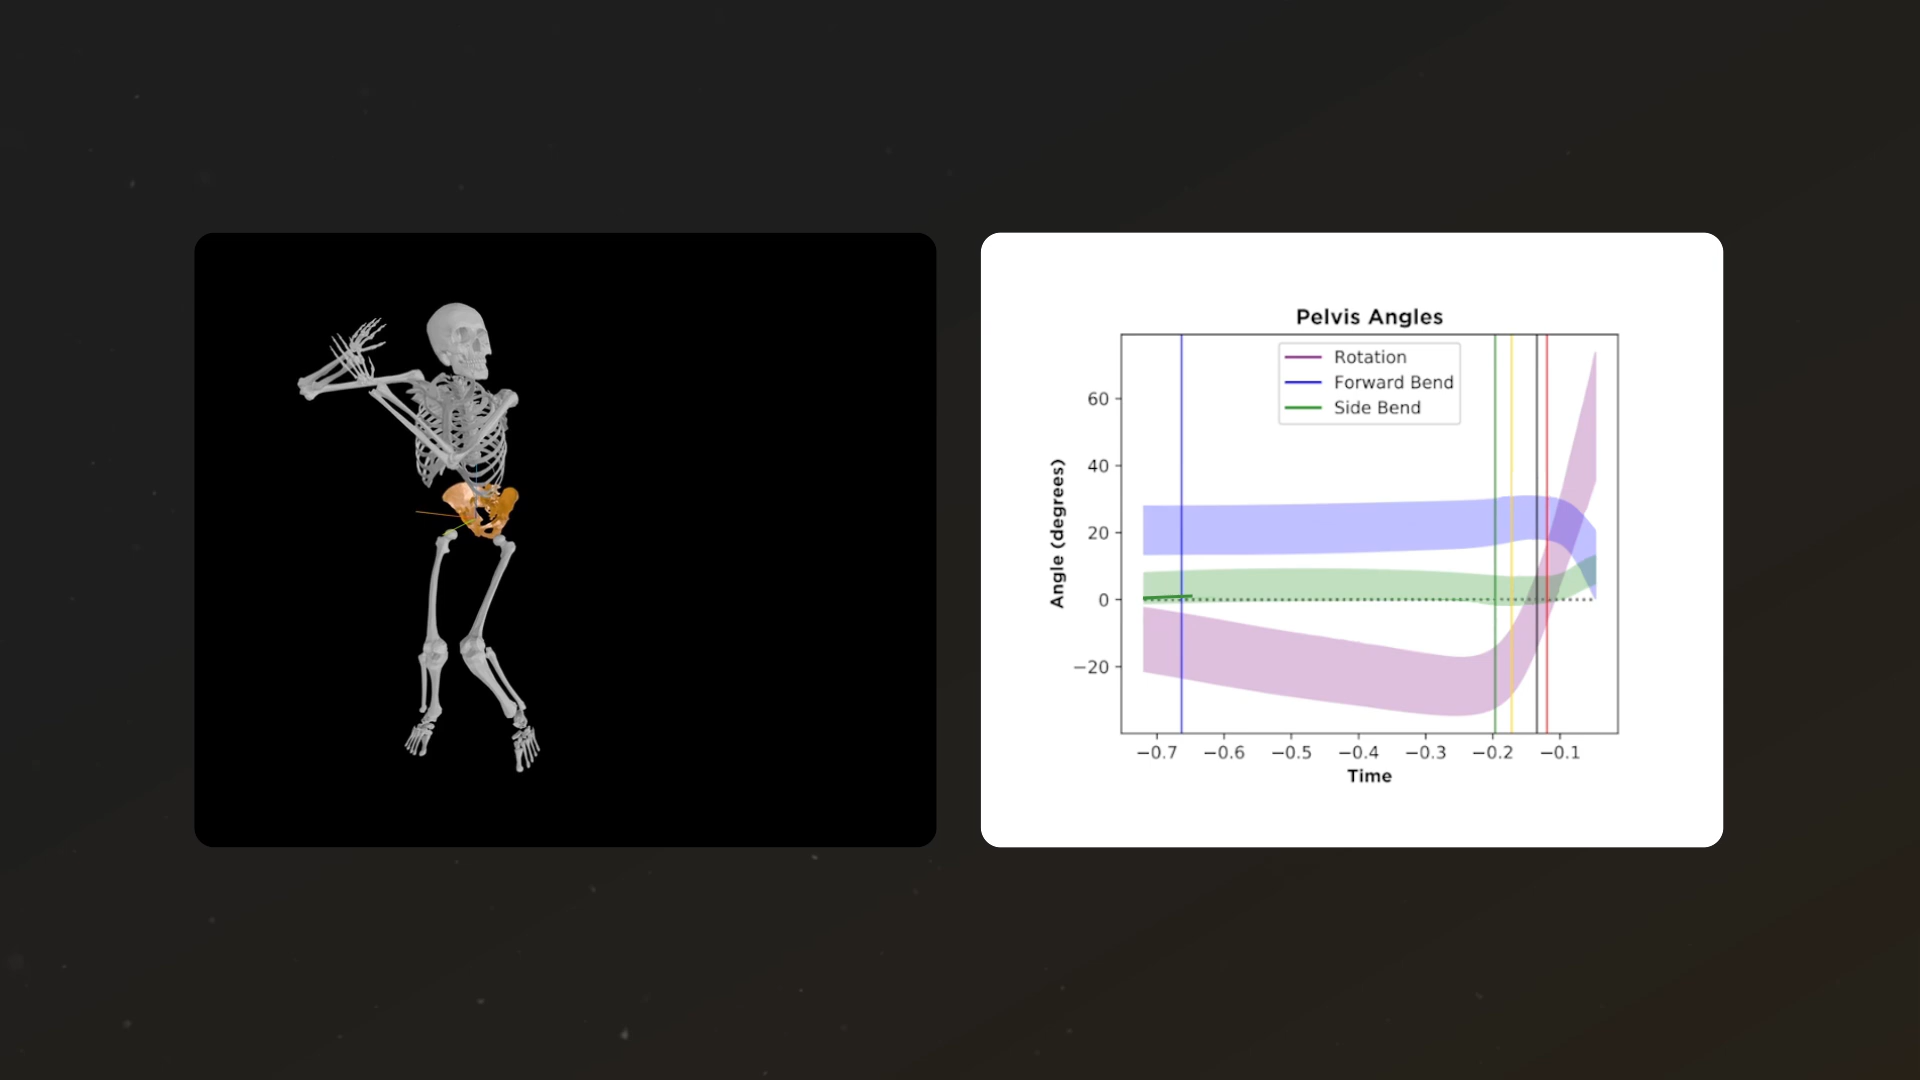 Pelvis Angles
Rotation
Forward Bend
Side Bend
60
40
20
0
−20
Angle (degrees)
−0.7 −0.6 −0.5 −0.4 −0.3 −0.2 −0.1
Time